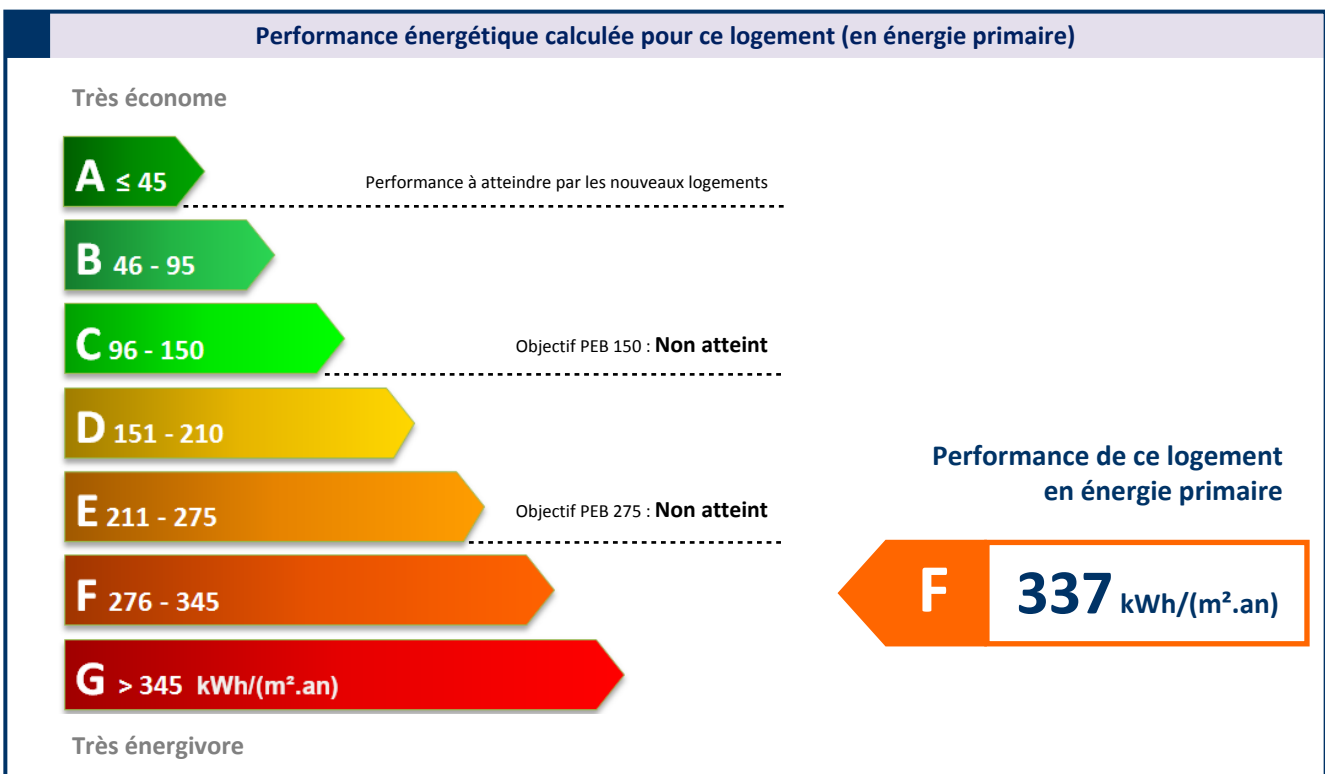 Performance énergétique calculée pour ce logement (en énergie primaire)
Très économe
A ≤ 45
Performance à atteindre par les nouveaux logements
B 46 - 95
C 96 - 150
Objectif PEB 150 : Non atteint
D 151 - 210
E 211 - 275
Objectif PEB 275 : Non atteint
Performance de ce logement
en énergie primaire
F 276 - 345
F 337 kWh/(m².an)
G > 345 kWh/(m².an)
Très énergivore